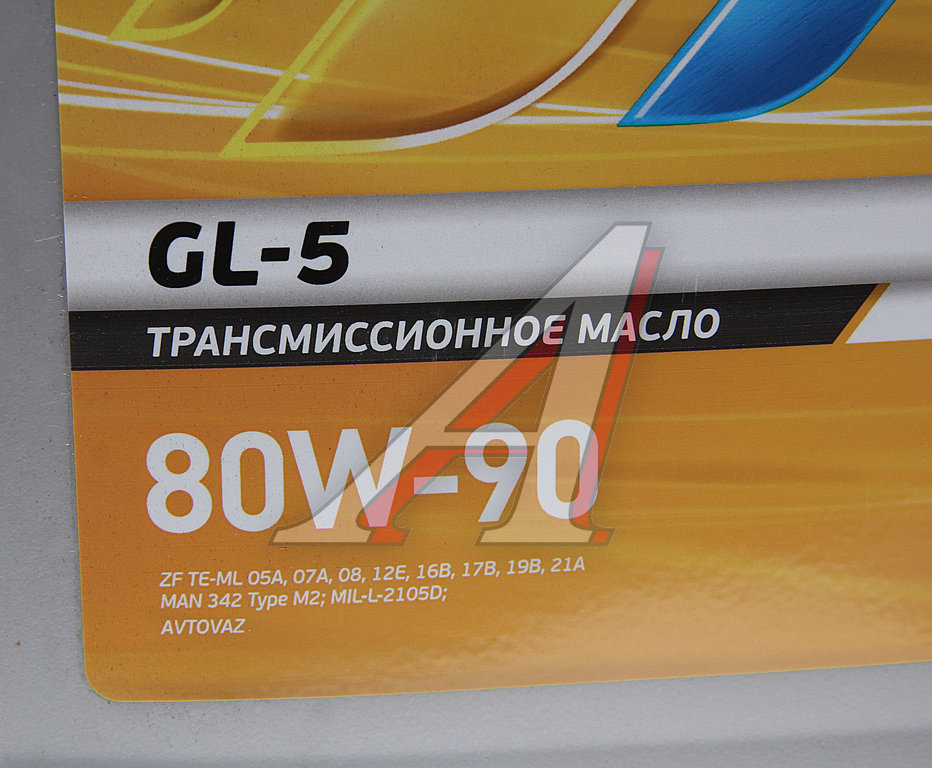 GL-5
ТРАНСМИССИОННОЕ МАСЛО
80W-90
ZF TE-ML 05A, 07A, 08, 12E, 16B, 17B, 19B, 21A
MAN 342 Type M2; MIL-L-2105D;
AVTOVAZ